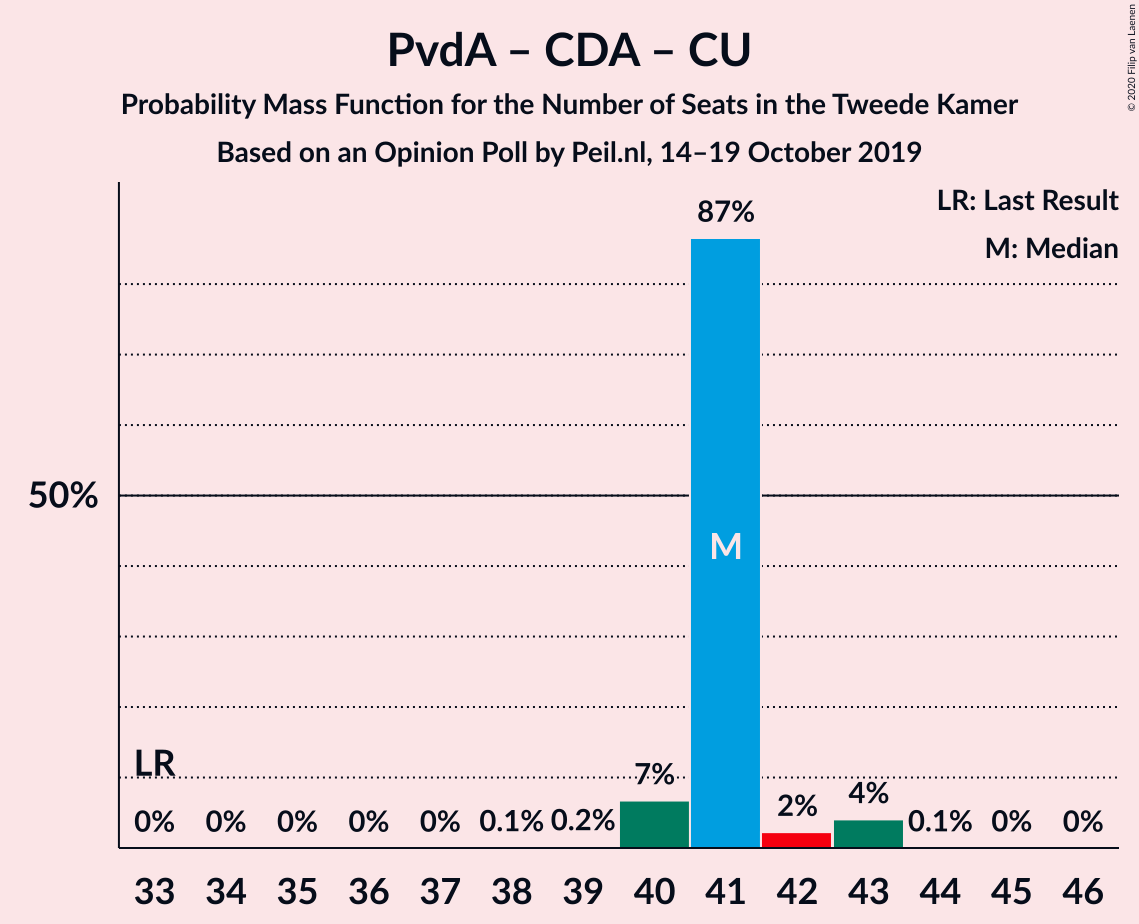 PvdA – CDA – CU
Probability Mass Function for the Number of Seats in the Tweede Kamer
Based on an Opinion Poll by Peil.nl, 14–19 October 2019
© 2020 Filip van Laenen
LR: Last Result
M: Median
50%
LR
M
0% 0% 0% 0% 0% 0.1% 0.2% 7% 87% 2% 4% 0.1% 0% 0%
33 34 35 36 37 38 39 40 41 42 43 44 45 46